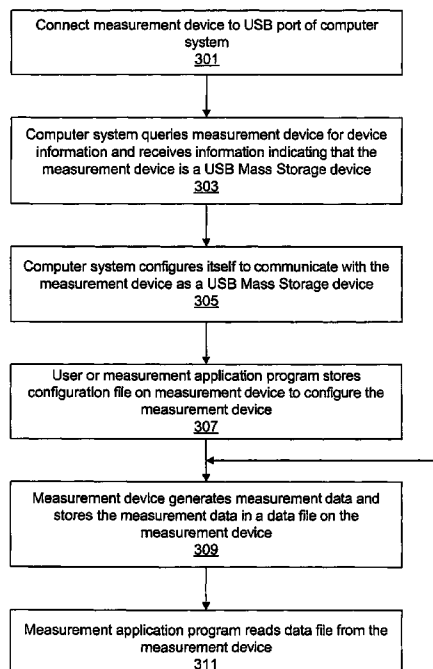 Connect measurement device to USB port of computer
system
301
Computer system queries measurement device for device
information and receives information indicating that the
measurement device is a USB Mass Storage device
303
Computer system configures itself to communicate with the
measurement device as a USB Mass Storage device
305
User or measurement application program stores
configuration file on measurement device to configure the
measurement device
307
Measurement device generates measurement data and
stores the measurement data in a data file on the
measurement device
309
Measurement application program reads data file from the
measurement device
311